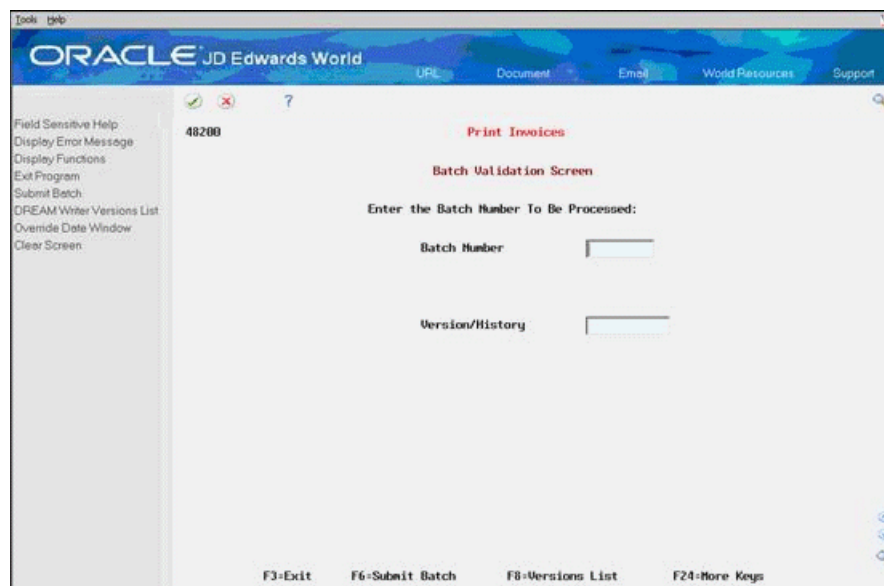 Tools Help
ORACLE JD Edwards World
URL Document Email World Resources Support
?
Field Sensitive Help
Display Error Message
Display Functions
Exit Program
Submit Batch
DREAM Writer Versions List
Override Date Window
Clear Screen
48200 Print Invoices
Batch Validation Screen
Enter the Batch Number To Be Processed:
Batch Number
Version/History
F3=Exit F6=Submit Batch F8=Versions List F24=More Keys